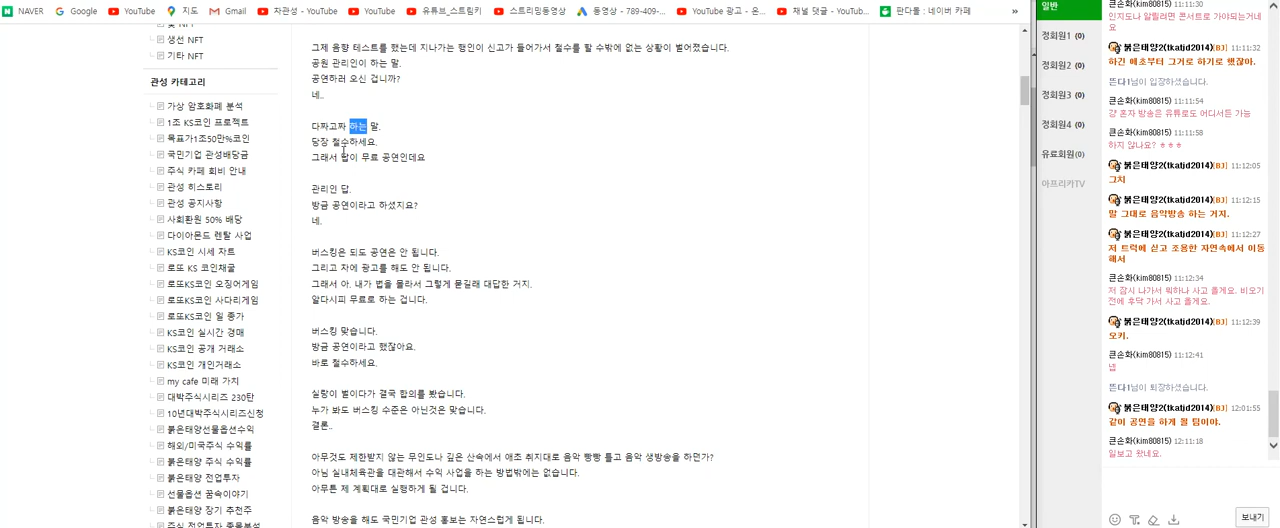 NAVER
Google
YouTube
지도
Gmail
자관성 - YouTube
YouTube
유튜브_스트림키
스트리밍동영상
동영상 - 789-409-...
YouTube 광고 - 온...
채널 댓글 - YouTub...
판다툴 : 네이버 카페
»
생선 NFT
기타 NFT
관성 카테고리
가상 암호화폐 분석
1조 KS코인 프로젝트
목표가1조50만%코인
국민기업 관성배당금
주식 카페 회비 안내
관성 히스토리
관성 공지사항
사회환원 50% 배당
다이아몬드 렌탈 사업
KS코인 시세 차트
로또 KS 코인채굴
로또KS코인 오징어게임
로또KS코인 사다리게임
로또KS코인 일 종가
KS코인 실시간 경매
KS코인 공개 거래소
KS코인 개인거래소
my cafe 미래 가치
대박주식시리즈 230탄
10년대박주식시리즈신청
붉은태양선물옵션수익
해외/미국주식 수익률
붉은태양 주식 수익률
붉은태양 전업투자
선물옵션 꿈속이야기
붉은태양 장기 추천주
주식 전업투자 종목분석
그제 음향 테스트를 했는데 지나가는 행인이 신고가 들어가서 철수를 할 수밖에 없는 상황이 벌어졌습니다.
공원 관리인이 하는 말.
공연하러 오신 겁니까?
네..
다짜고짜 하는 말.
당장 철수하세요.
그래서 합이 무료 공연인데요
관리인 답.
방금 공연이라고 하셨지요?
네.
버스킹은 되도 공연은 안 됩니다.
그리고 차에 광고를 해도 안 됩니다.
그래서 아. 내가 법을 몰라서 그렇게 묻길래 대답한 거지.
알다시피 무료로 하는 겁니다.
버스킹 맞습니다.
방금 공연이라고 했잖아요.
바로 철수하세요.
실랑이 벌이다가 결국 합의를 봤습니다.
누가 봐도 버스킹 수준은 아닌것은 맞습니다.
결론..
아무것도 제한받지 않는 무인도나 깊은 산속에서 애초 취지대로 음악 빵빵 틀고 음악 생방송을 하던가?
아님 실내체육관을 대관해서 수익 사업을 하는 방법밖에는 없습니다.
아무튼 제 계획대로 실행하게 될 겁니다.
음악 방송을 해도 국민기업 관성 홍보는 자연스럽게 됩니다.
일반
정회원1 (0)
정회원2 (0)
정회원3 (0)
정회원4 (0)
유료회원(0)
아프리카TV
큰손화(kim80815) 11:11:30
인지도나 알릴려면 콘서트로 가야되는거네
요
붉은태양2(tkatjd2014)[BJ] 11:11:32
하긴 애초부터 그거로 하기로 했잖아.
뜬다1님이 입장하셨습니다.
큰손화(kim80815) 11:11:54
걍 혼자 방송은 유튜로도 어디서든 가능
큰손화(kim80815) 11:11:58
하지 않나요? ㅎㅎㅎ
붉은태양2(tkatjd2014)[BJ] 11:12:05
그치
붉은태양2(tkatjd2014)[BJ] 11:12:15
말 그대로 음악방송 하는 거지.
붉은태양2(tkatjd2014)[BJ] 11:12:27
저 트럭에 싣고 조용한 자연속에서 이동
해서
큰손화(kim80815) 11:12:34
저 잠시 나가서 뭐하나 사고 올게요. 비오기
전에 후닥 가서 사고 올게요.
붉은태양2(tkatjd2014)[BJ] 11:12:39
오키.
큰손화(kim80815) 11:12:41
넵
뜬다1님이 퇴장하셨습니다.
붉은태양2(tkatjd2014)[BJ] 12:01:55
같이 공연을 하게 될 팀이야.
큰손화(kim80815) 12:11:18
일보고 왔네요.
보내기